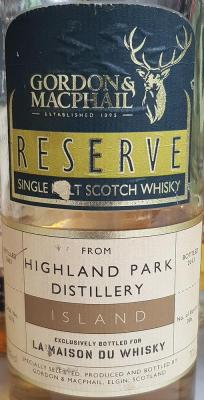 GORDON &
MACPHAIL
ESTABLISHED 1895
RESERVE
SINGLE MALT SCOTCH WHISKY
FROM
BOTTLED
HIGHLAND PARK
DISTILLERY
ISLAND
EXCLUSIVELY BOTTLED FOR
LA MAISON DU WHISKY
SPECIALLY SELECTED, PRODUCED AND BOTTLED BY
GORDON & MACPHAIL, ELGIN, SCOTLAND